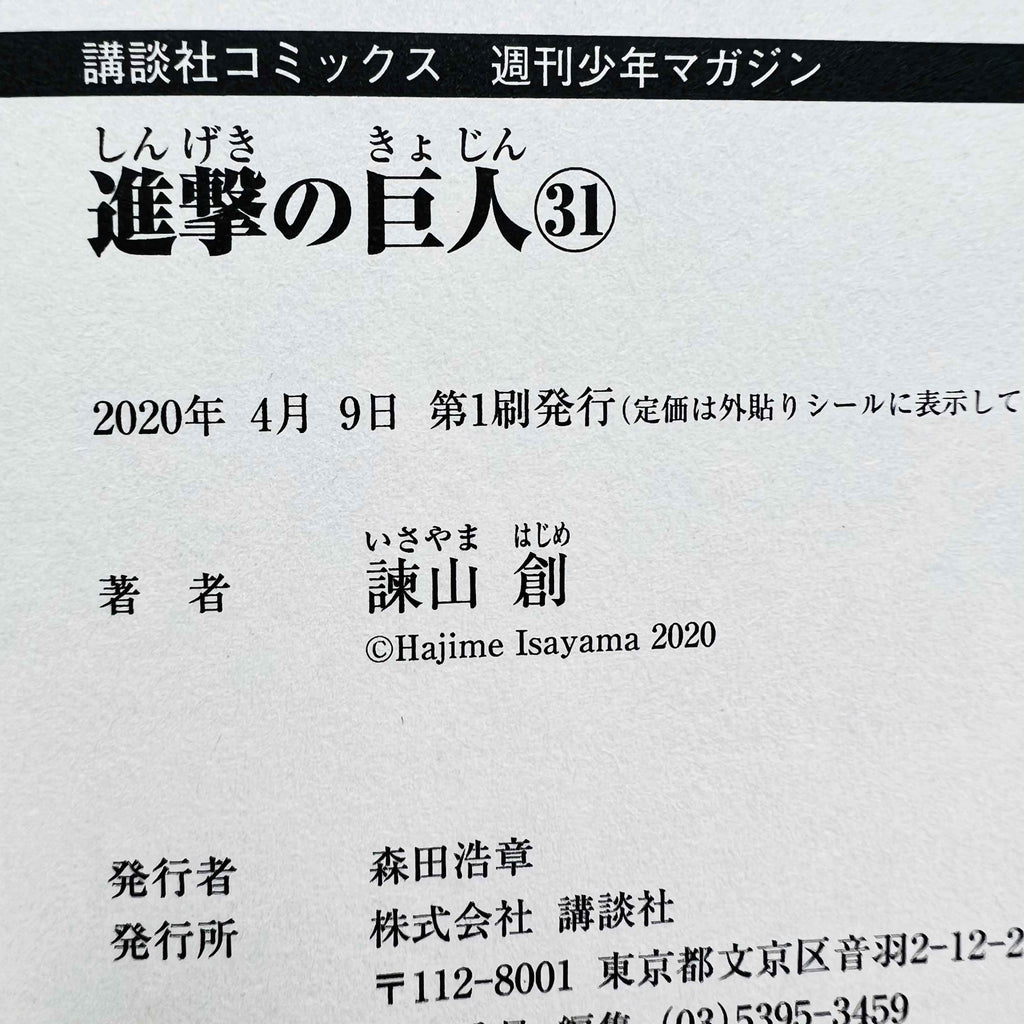 講談社コミックス 週刊少年マガジン
しんげき きょじん
進撃の巨人㉛
2020年 4月 9日 第1刷発行(定価は外貼りシールに表示して
いさやま はじめ
著 者 諫山 創
©Hajime Isayama 2020
発行者 森田浩章
発行所 株式会社 講談社
〒112-8001 東京都文京区音羽2-12-2
編集 (03)5395-3459